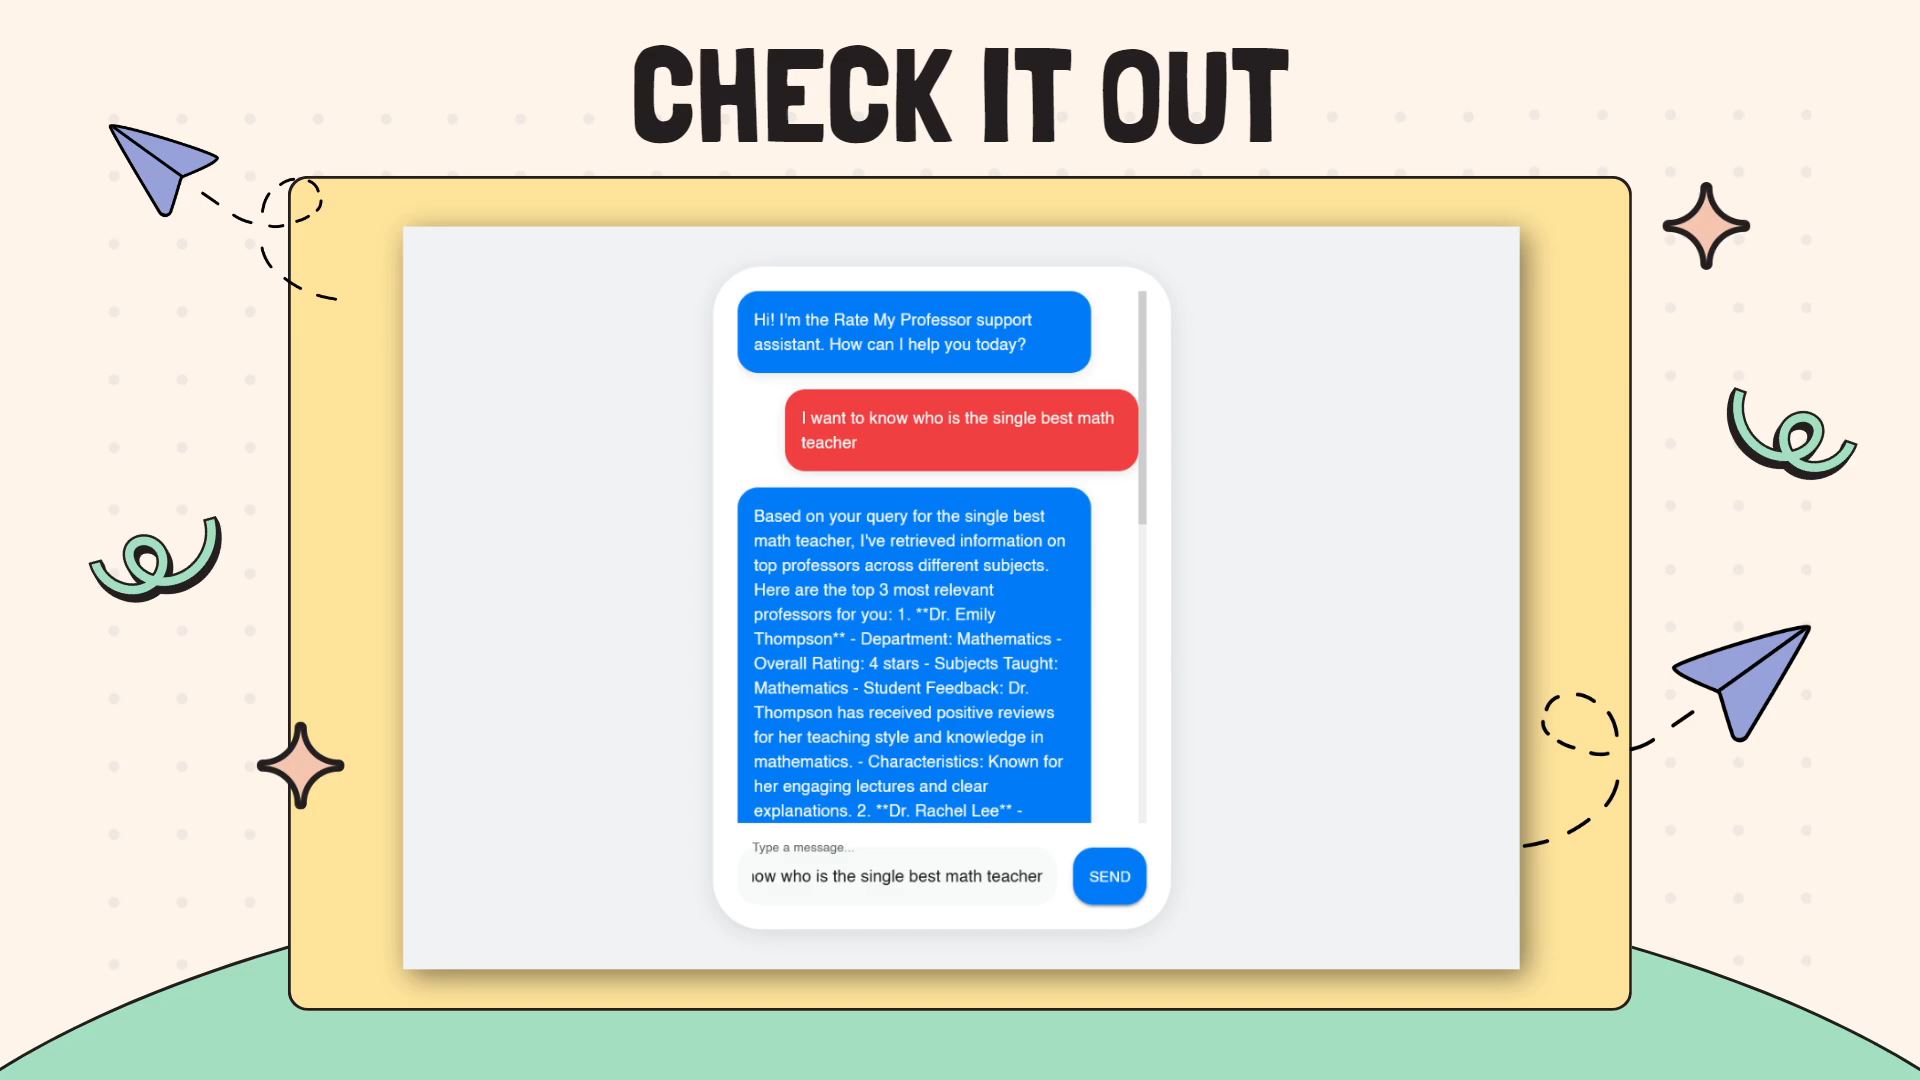 CHECK IT OUT
Hi! I'm the Rate My Professor support
assistant. How can I help you today?
I want to know who is the single best math
teacher
Based on your query for the single best
math teacher, I've retrieved information on
top professors across different subjects.
Here are the top 3 most relevant
professors for you: 1. **Dr. Emily
Thompson** - Department: Mathematics -
Overall Rating: 4 stars - Subjects Taught:
Mathematics - Student Feedback: Dr.
Thompson has received positive reviews
for her teaching style and knowledge in
mathematics. - Characteristics: Known for
her engaging lectures and clear
explanations. 2. **Dr. Rachel Lee** -
Type a message...
now who is the single best math teacher
SEND